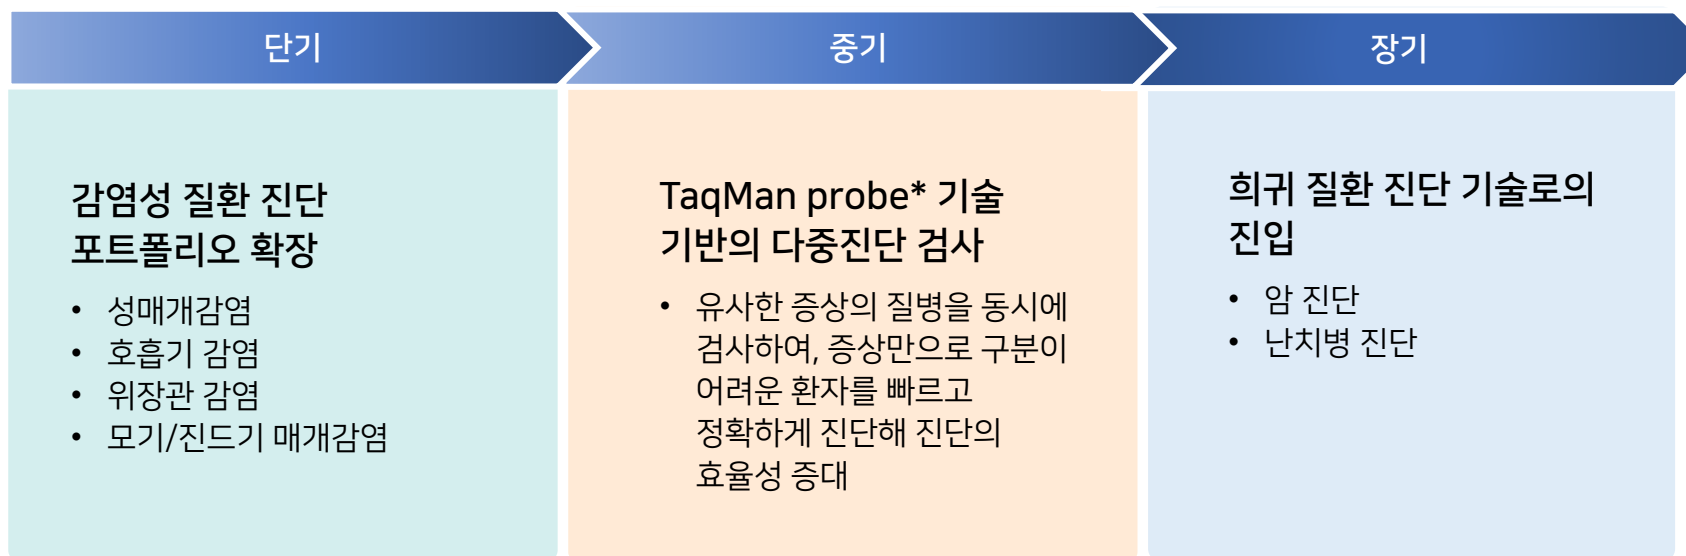 단기
중기
장기
감염성 질환 진단
포트폴리오 확장
• 성매개감염
• 호흡기 감염
• 위장관 감염
• 모기/진드기 매개감염
TaqMan probe* 기술
기반의 다중진단 검사
• 유사한 증상의 질병을 동시에
검사하여, 증상만으로 구분이
어려운 환자를 빠르고
정확하게 진단해 진단의
효율성 증대
희귀 질환 진단 기술로의
진입
• 암 진단
• 난치병 진단